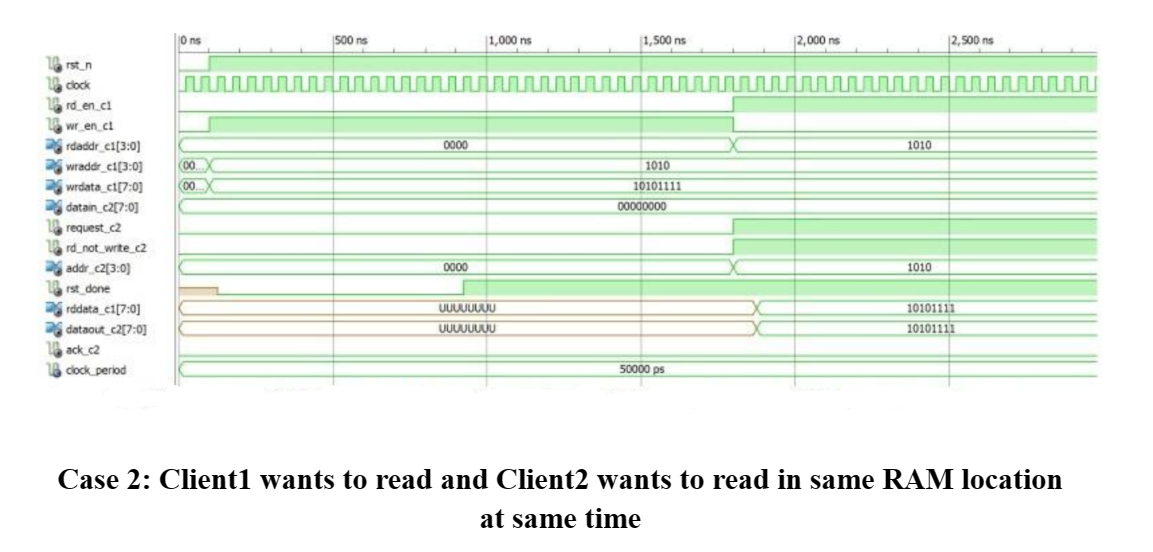 0 ns 500 ns 1,000 ns 1,500 ns 2,000 ns 2,500 ns
rst_n
clock
rd_en_c1
wr_en_c1
rdaddr_c1[3:0] 0000 1010
wraddr_c1[3:0] 00... 1010
wrdata_c1[7:0] 00... 10101111
datain_c2[7:0] 00000000
request_c2
rd_not_write_c2
addr_c2[3:0] 0000 1010
rst_done
rddata_c1[7:0] UUUUUUUU 10101111
dataout_c2[7:0] UUUUUUUU 10101111
ack_c2
clock_period 50000 ps
Case 2: Client1 wants to read and Client2 wants to read in same RAM location
at same time